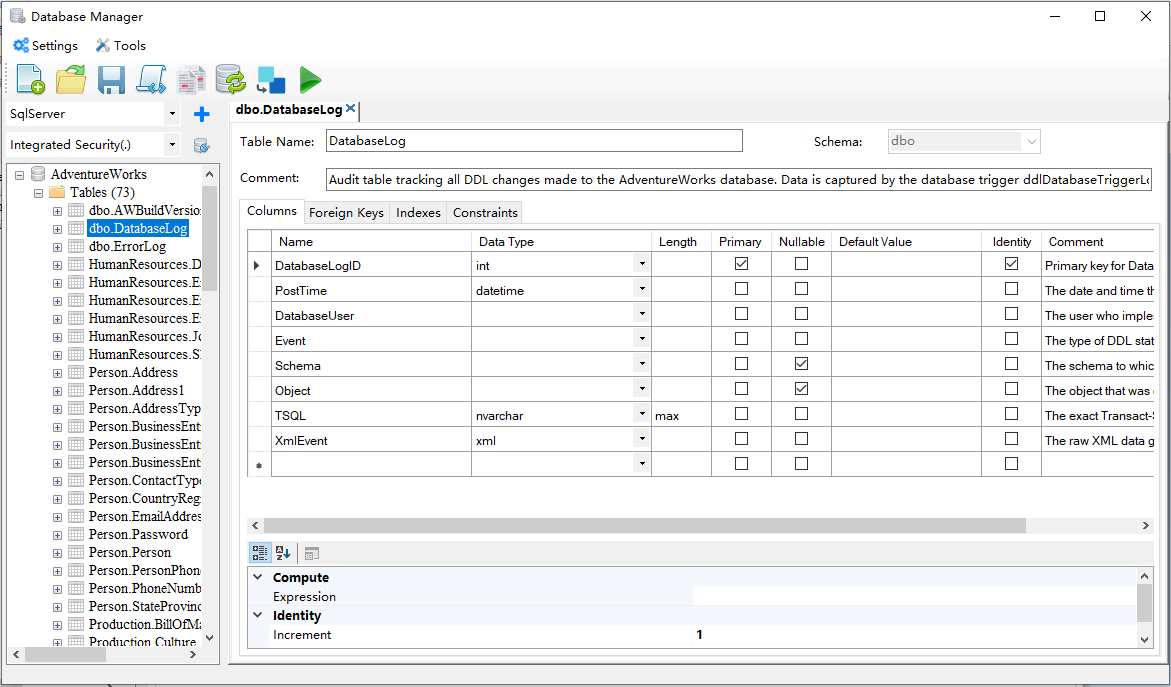 Database Manager
Settings Tools
SqlServer
Integrated Security(.)
AdventureWorks
Tables (73)
dbo.AWBuildVersio
dbo.DatabaseLog
dbo.ErrorLog
HumanResources.D
HumanResources.E
HumanResources.E
HumanResources.E
HumanResources.Jo
HumanResources.S
Person.Address
Person.Address1
Person.AddressTyp
Person.BusinessEnt
Person.BusinessEnt
Person.BusinessEnt
Person.ContactType
Person.CountryReg
Person.EmailAddres
Person.Password
Person.Person
Person.PersonPhon
Person.PhoneNumb
Person.StateProvinc
Production.BillOfMa
Production.Culture
dbo.DatabaseLog
Table Name: DatabaseLog Schema: dbo
Comment: Audit table tracking all DDL changes made to the AdventureWorks database. Data is captured by the database trigger ddlDatabaseTriggerLo
Columns Foreign Keys Indexes Constraints
Name Data Type Length Primary Nullable Default Value Identity Comment
DatabaseLogID int Primary key for Data
PostTime datetime The date and time th
DatabaseUser The user who imple
Event The type of DDL stat
Schema The schema to whic
Object The object that was
TSQL nvarchar max The exact Transact-S
XmlEvent xml The raw XML data g
Compute
Expression
Identity
Increment 1